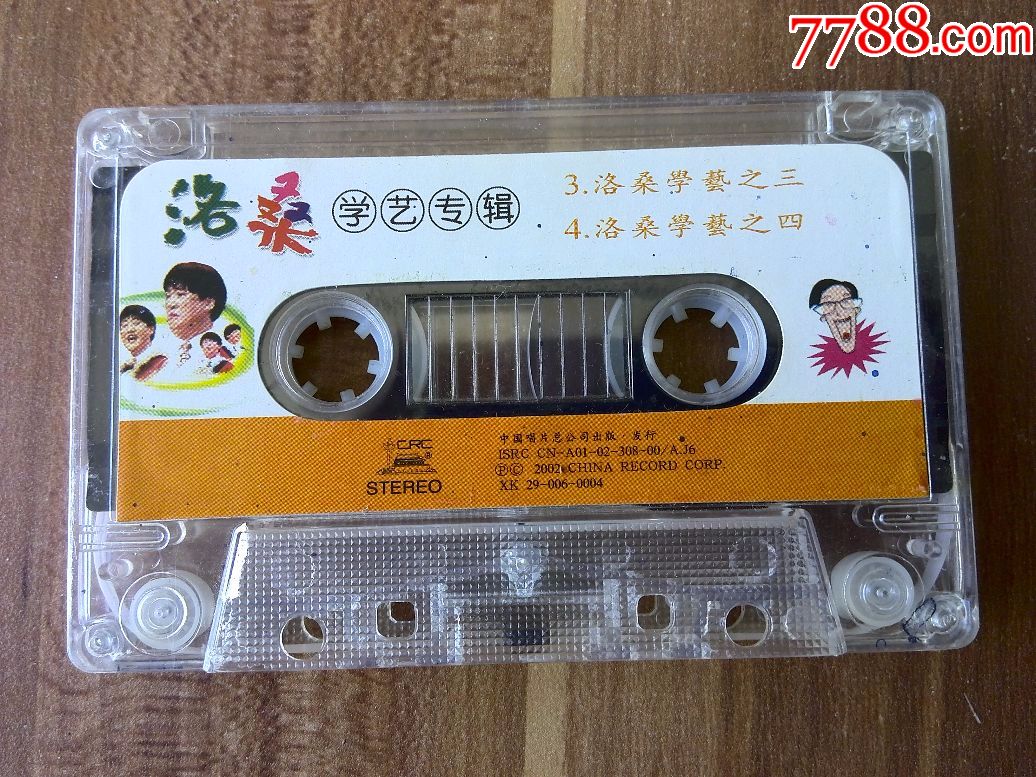 7788.com
洛桑 学艺专辑
3.洛桑學藝之三
4.洛桑學藝之四
CRC
®
STEREO
中国唱片总公司出版·发行
ISRC CN-A01-02-308-00/A.J6
ⓅⒸ 2002 CHINA RECORD CORP.
XK 29-006-0004